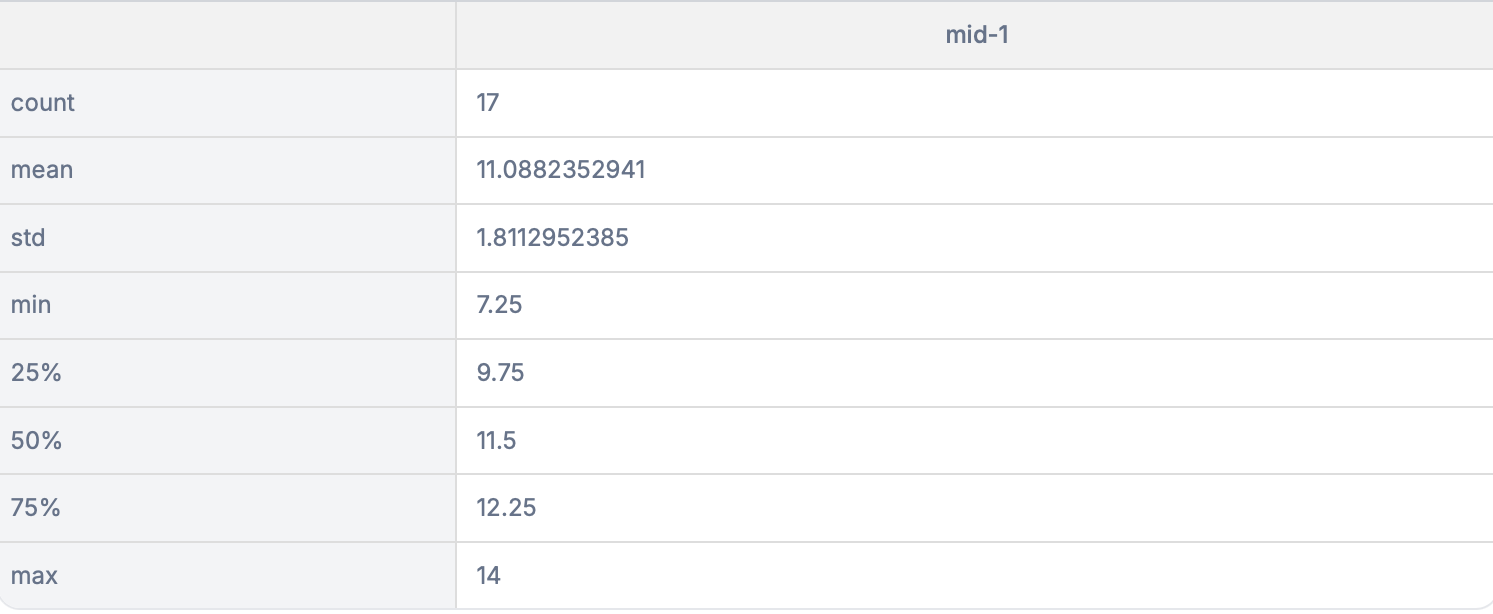 mid-1
count 17
mean 11.0882352941
std 1.8112952385
min 7.25
25% 9.75
50% 11.5
75% 12.25
max 14